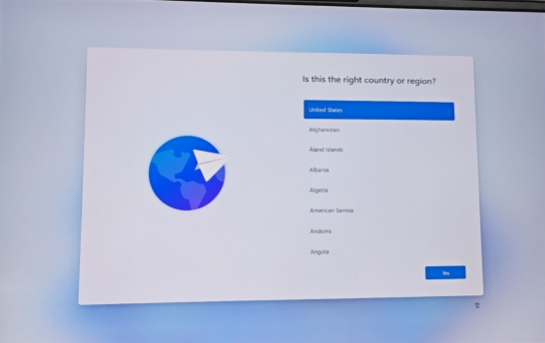 Is this the right country or region?
United States
Afghanistan
Åland Islands
Albania
Algeria
American Samoa
Andorra
Angola
Yes